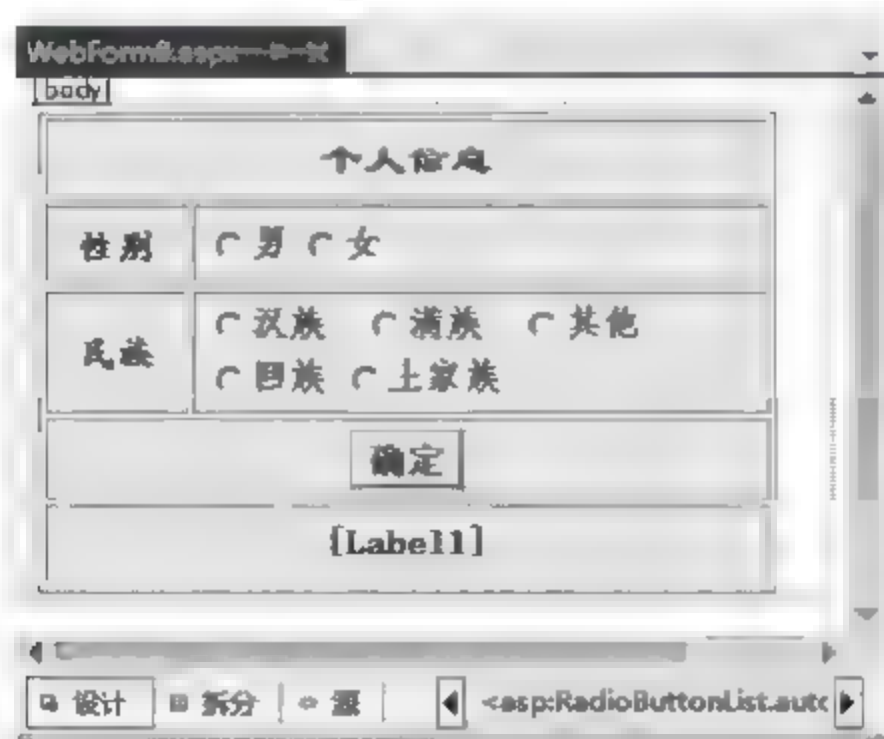 body
个人信息
性别
男 女
民族
汉族 满族 其他
回族 土家族
确定
[Label1]
设计 拆分 源 <asp:RadioButtonList.autc